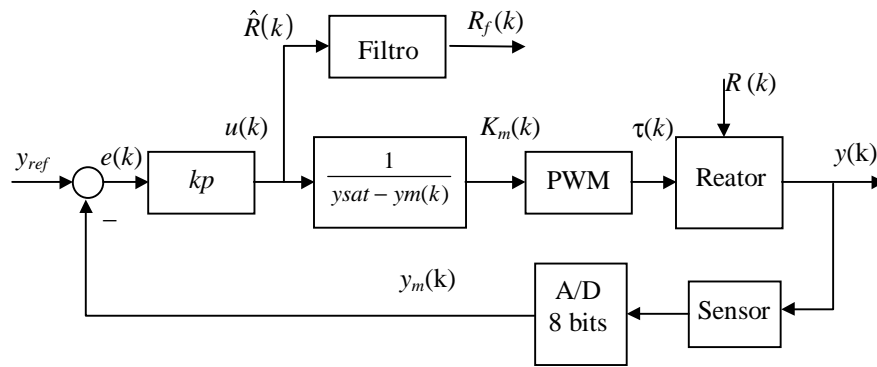 R̂(k)
R_f(k)
Filtro
R (k)
u(k)
K_m(k)
τ(k)
y_ref
e(k)
y(k)
kp
1
ysat − ym(k)
PWM
Reator
−
y_m(k)
A/D
8 bits
Sensor